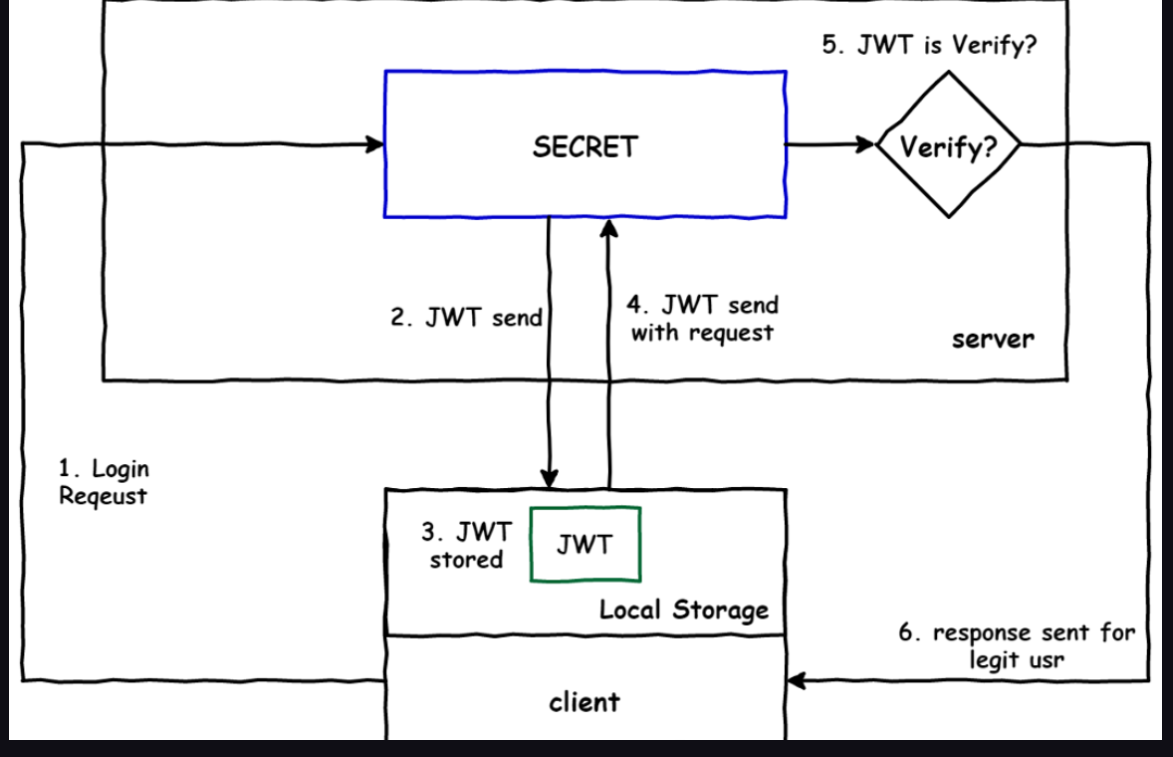 5. JWT is Verify?
SECRET
Verify?
2. JWT send
4. JWT send
with request
server
1. Login
Reqeust
3. JWT
stored
JWT
Local Storage
6. response sent for
legit usr
client